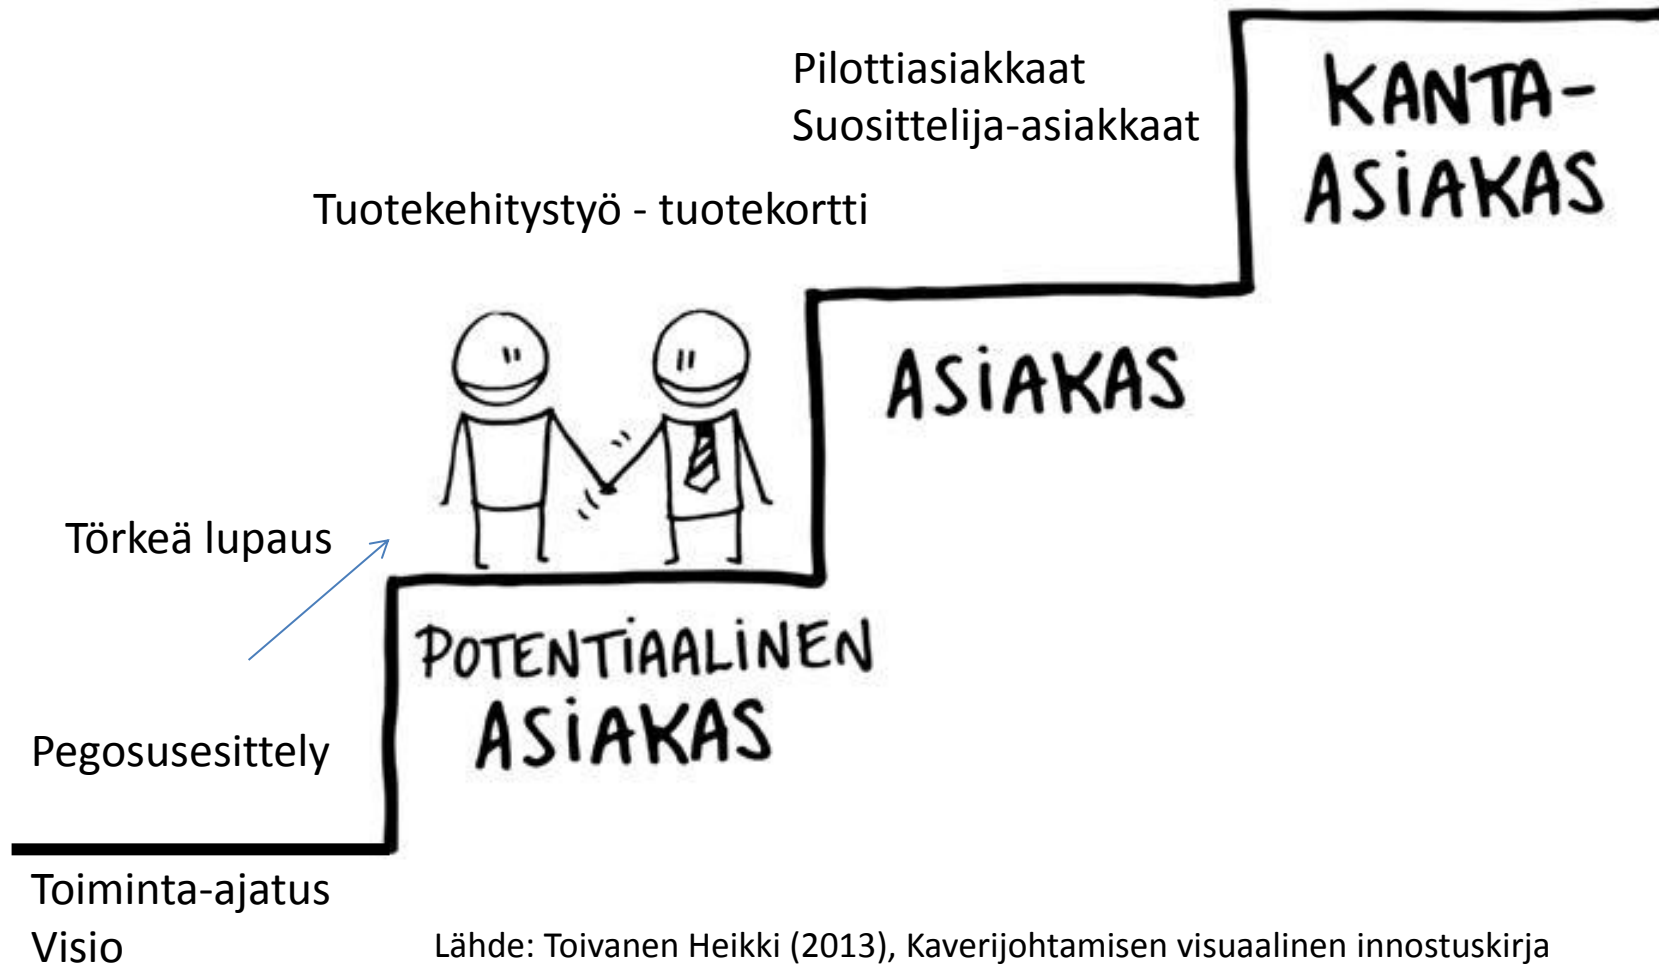 Pilottiasiakkaat
Suosittelija-asiakkaat
KANTA-
ASIAKAS
Tuotekehitystyö - tuotekortti
ASIAKAS
Törkeä lupaus
POTENTIAALINEN
ASIAKAS
Pegosusesittely
Toiminta-ajatus
Visio
Lähde: Toivanen Heikki (2013), Kaverijohtamisen visuaalinen innostuskirja